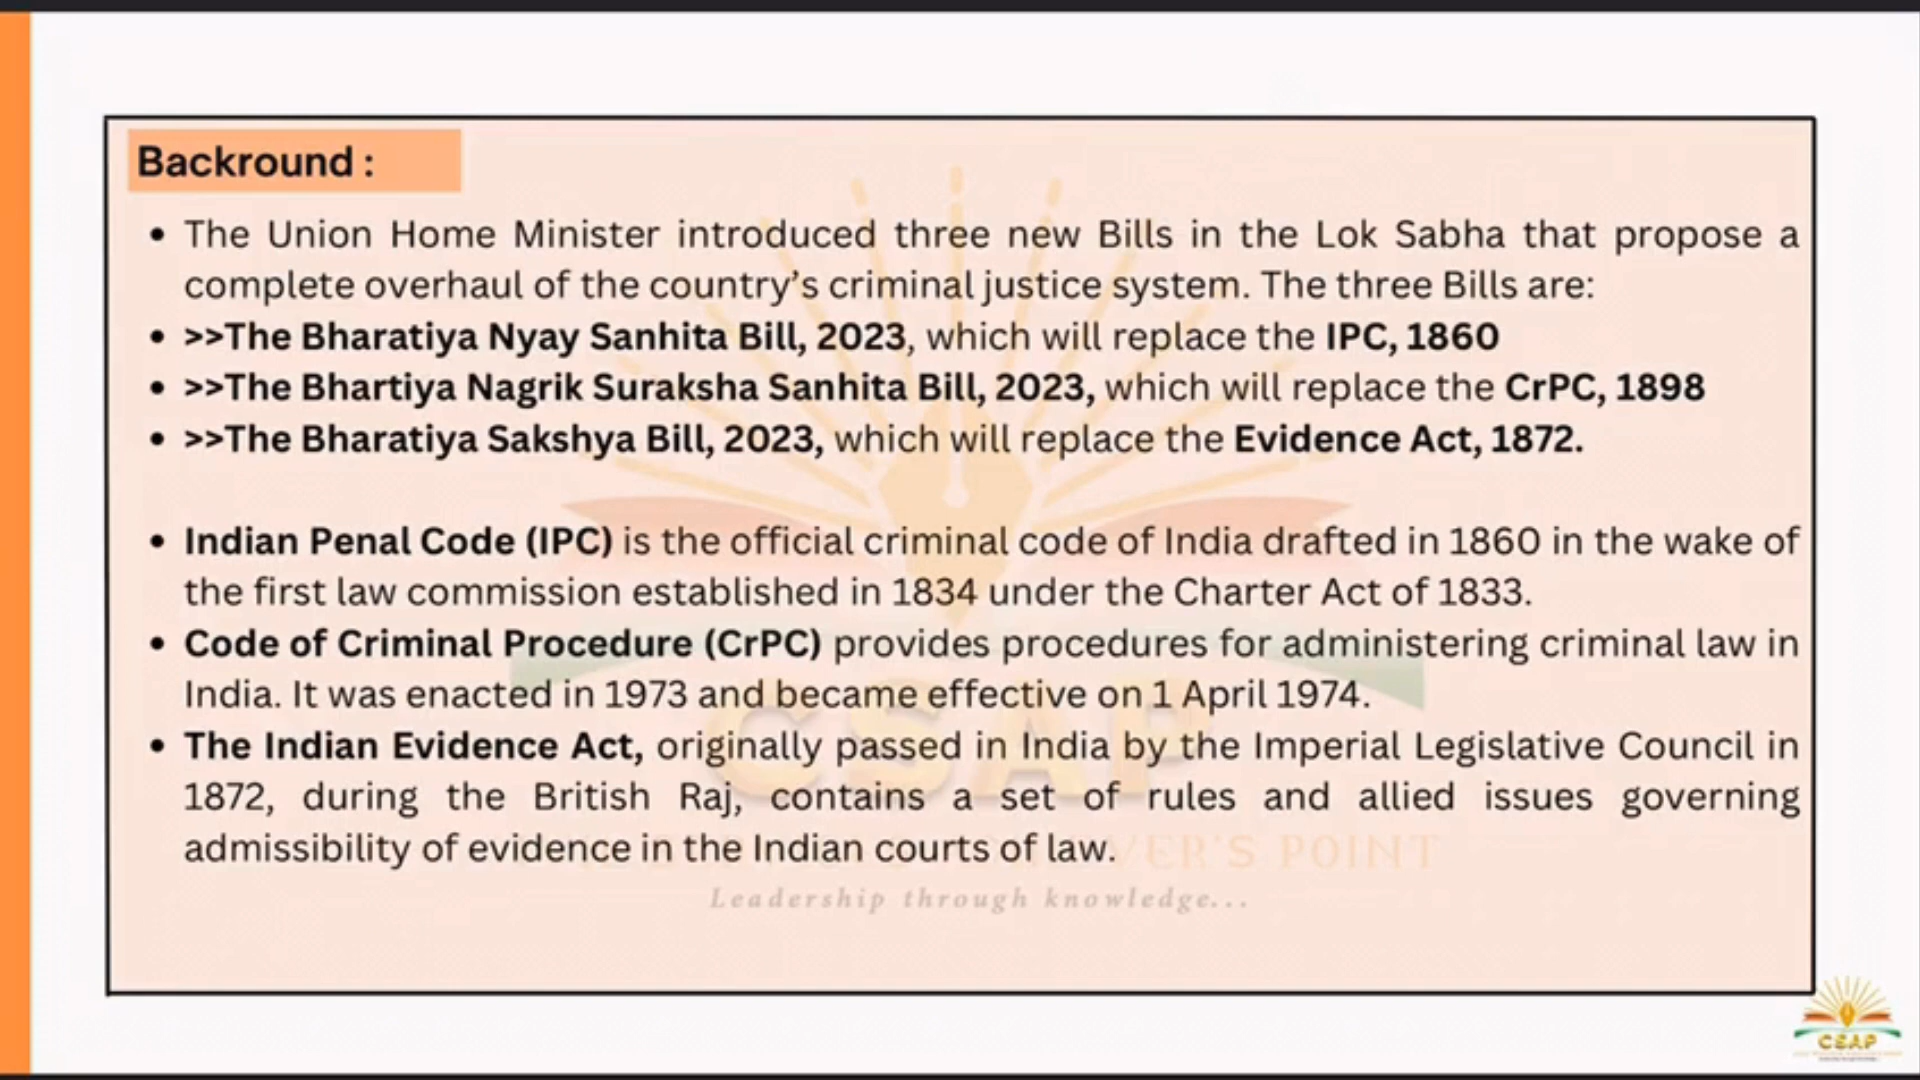 Backround :
• The Union Home Minister introduced three new Bills in the Lok Sabha that propose a
complete overhaul of the country’s criminal justice system. The three Bills are:
• >>The Bharatiya Nyay Sanhita Bill, 2023, which will replace the IPC, 1860
• >>The Bhartiya Nagrik Suraksha Sanhita Bill, 2023, which will replace the CrPC, 1898
• >>The Bharatiya Sakshya Bill, 2023, which will replace the Evidence Act, 1872.
• Indian Penal Code (IPC) is the official criminal code of India drafted in 1860 in the wake of
the first law commission established in 1834 under the Charter Act of 1833.
• Code of Criminal Procedure (CrPC) provides procedures for administering criminal law in
India. It was enacted in 1973 and became effective on 1 April 1974.
• The Indian Evidence Act, originally passed in India by the Imperial Legislative Council in
1872, during the British Raj, contains a set of rules and allied issues governing
admissibility of evidence in the Indian courts of law.
CSAP
POINT
Leadership through knowledge...
CSAP